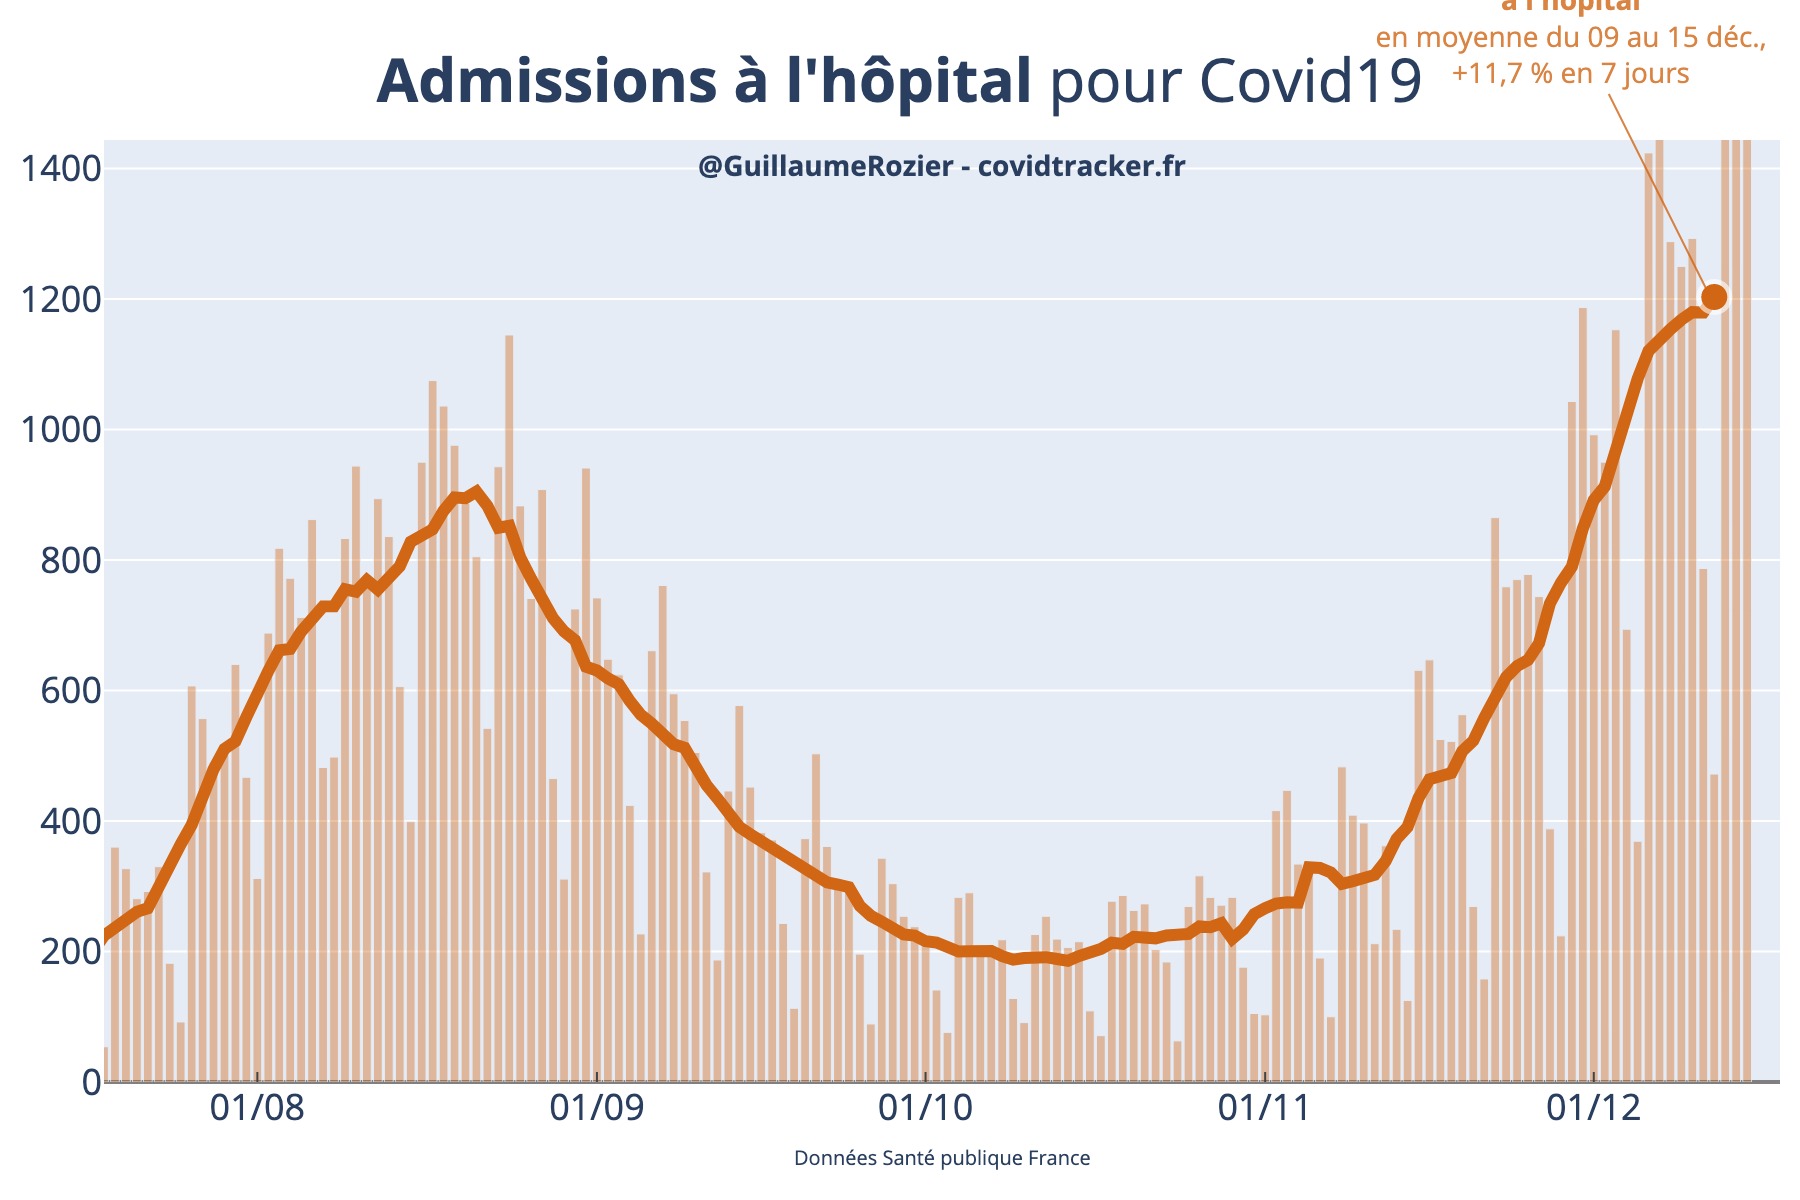 à l'hôpital
en moyenne du 09 au 15 déc.,
+11,7 % en 7 jours
Admissions à l'hôpital pour Covid19
@GuillaumeRozier - covidtracker.fr
1400
1200
1000
800
600
400
200
0
01/08 01/09 01/10 01/11 01/12
Données Santé publique France